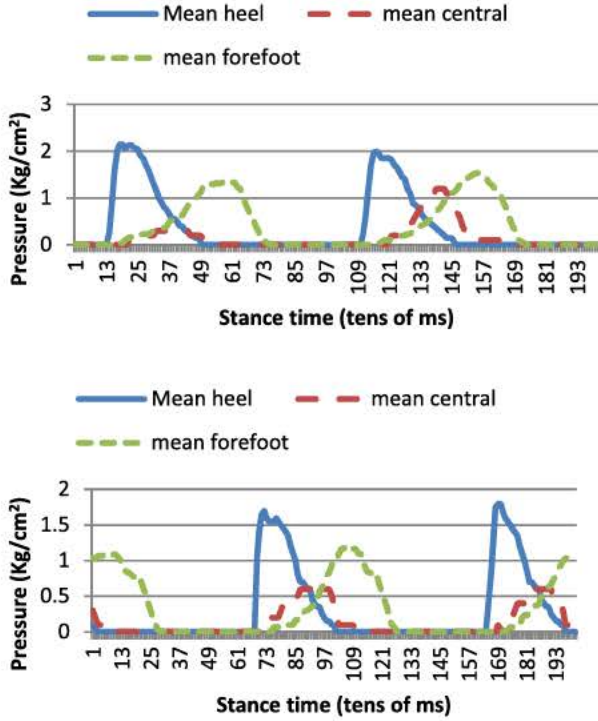 Mean heel mean central
mean forefoot
3
2
1
0
Pressure (Kg/cm²)
1 13 25 37 49 61 73 85 97 109 121 133 145 157 169 181 193
Stance time (tens of ms)
Mean heel mean central
mean forefoot
2
1.5
1
0.5
0
Pressure (Kg/cm²)
1 13 25 37 49 61 73 85 97 109 121 133 145 157 169 181 193
Stance time (tens of ms)